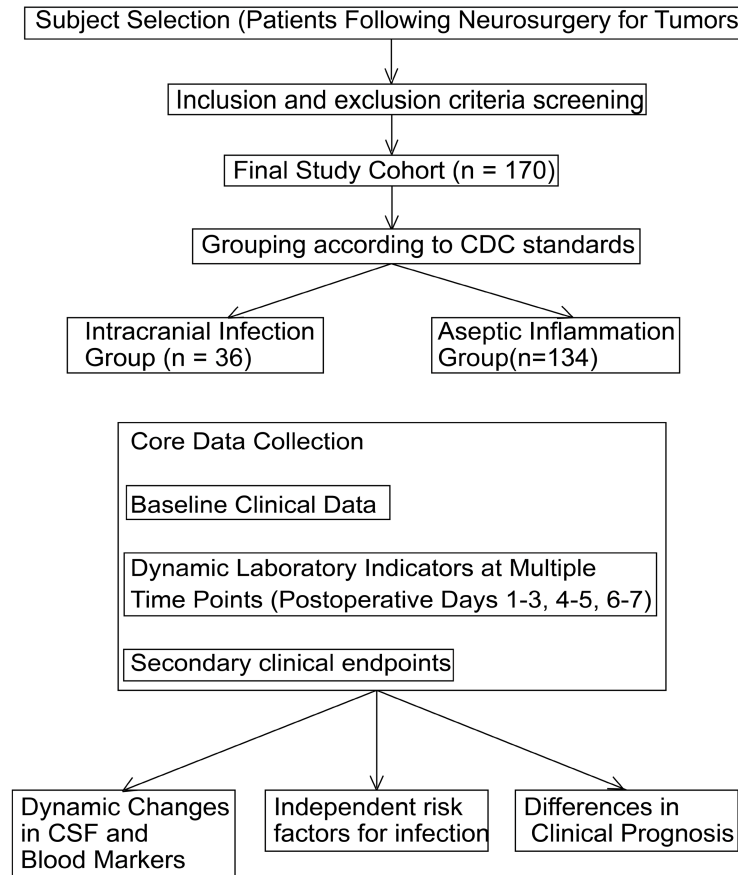 Subject Selection (Patients Following Neurosurgery for Tumors
Inclusion and exclusion criteria screening
Final Study Cohort (n = 170)
Grouping according to CDC standards
Intracranial Infection
Group (n = 36)
Aseptic Inflammation
Group(n=134)
Core Data Collection
Baseline Clinical Data
Dynamic Laboratory Indicators at Multiple
Time Points (Postoperative Days 1-3, 4-5, 6-7)
Secondary clinical endpoints
Dynamic Changes
in CSF and
Blood Markers
Independent risk
factors for infection
Differences in
Clinical Prognosis